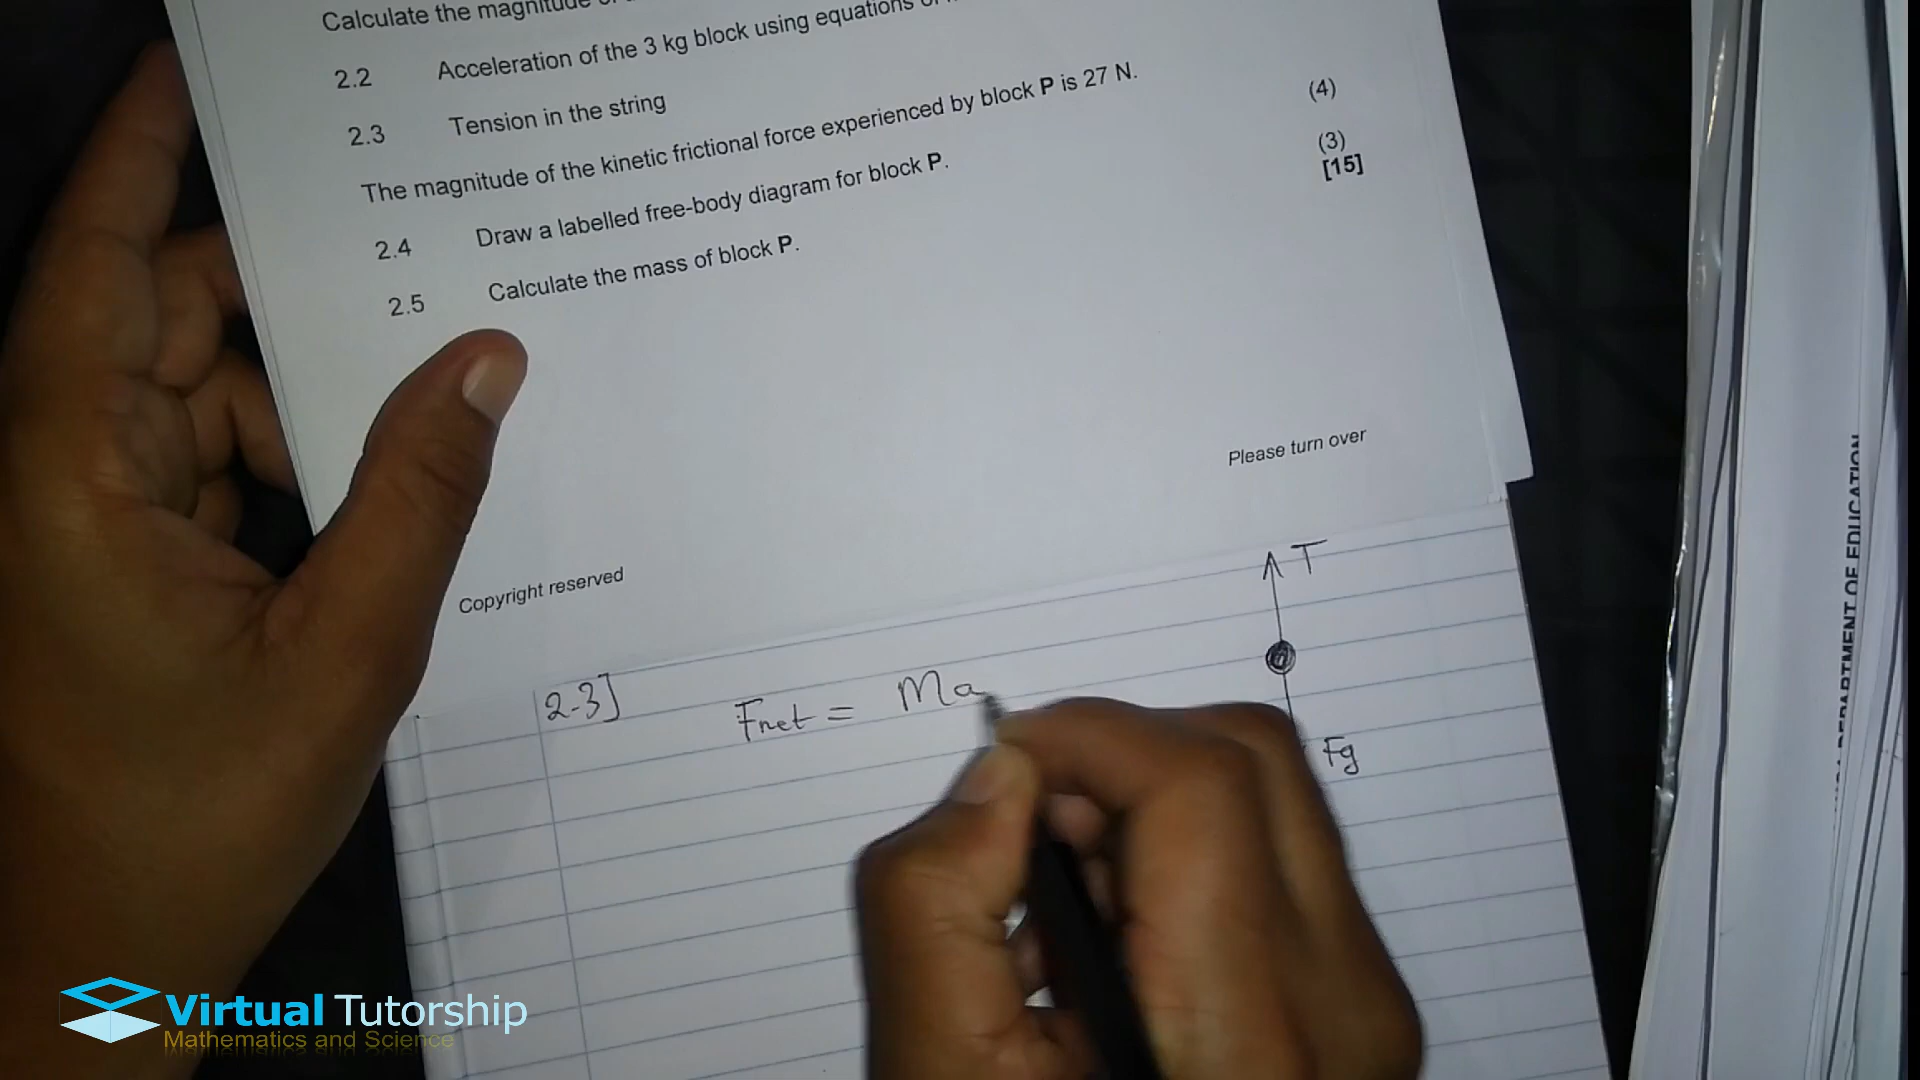 Calculate the magnitude
2.2 Acceleration of the 3 kg block using equations
2.3 Tension in the string
(4)
The magnitude of the kinetic frictional force experienced by block P is 27 N.
2.4 Draw a labelled free-body diagram for block P.
(3)
[15]
2.5 Calculate the mass of block P.
Please turn over
Copyright reserved
T
2.3]
Fnet = Ma
Fg
DEPARTMENT OF EDUCATION
Virtual Tutorship
Mathematics and Science